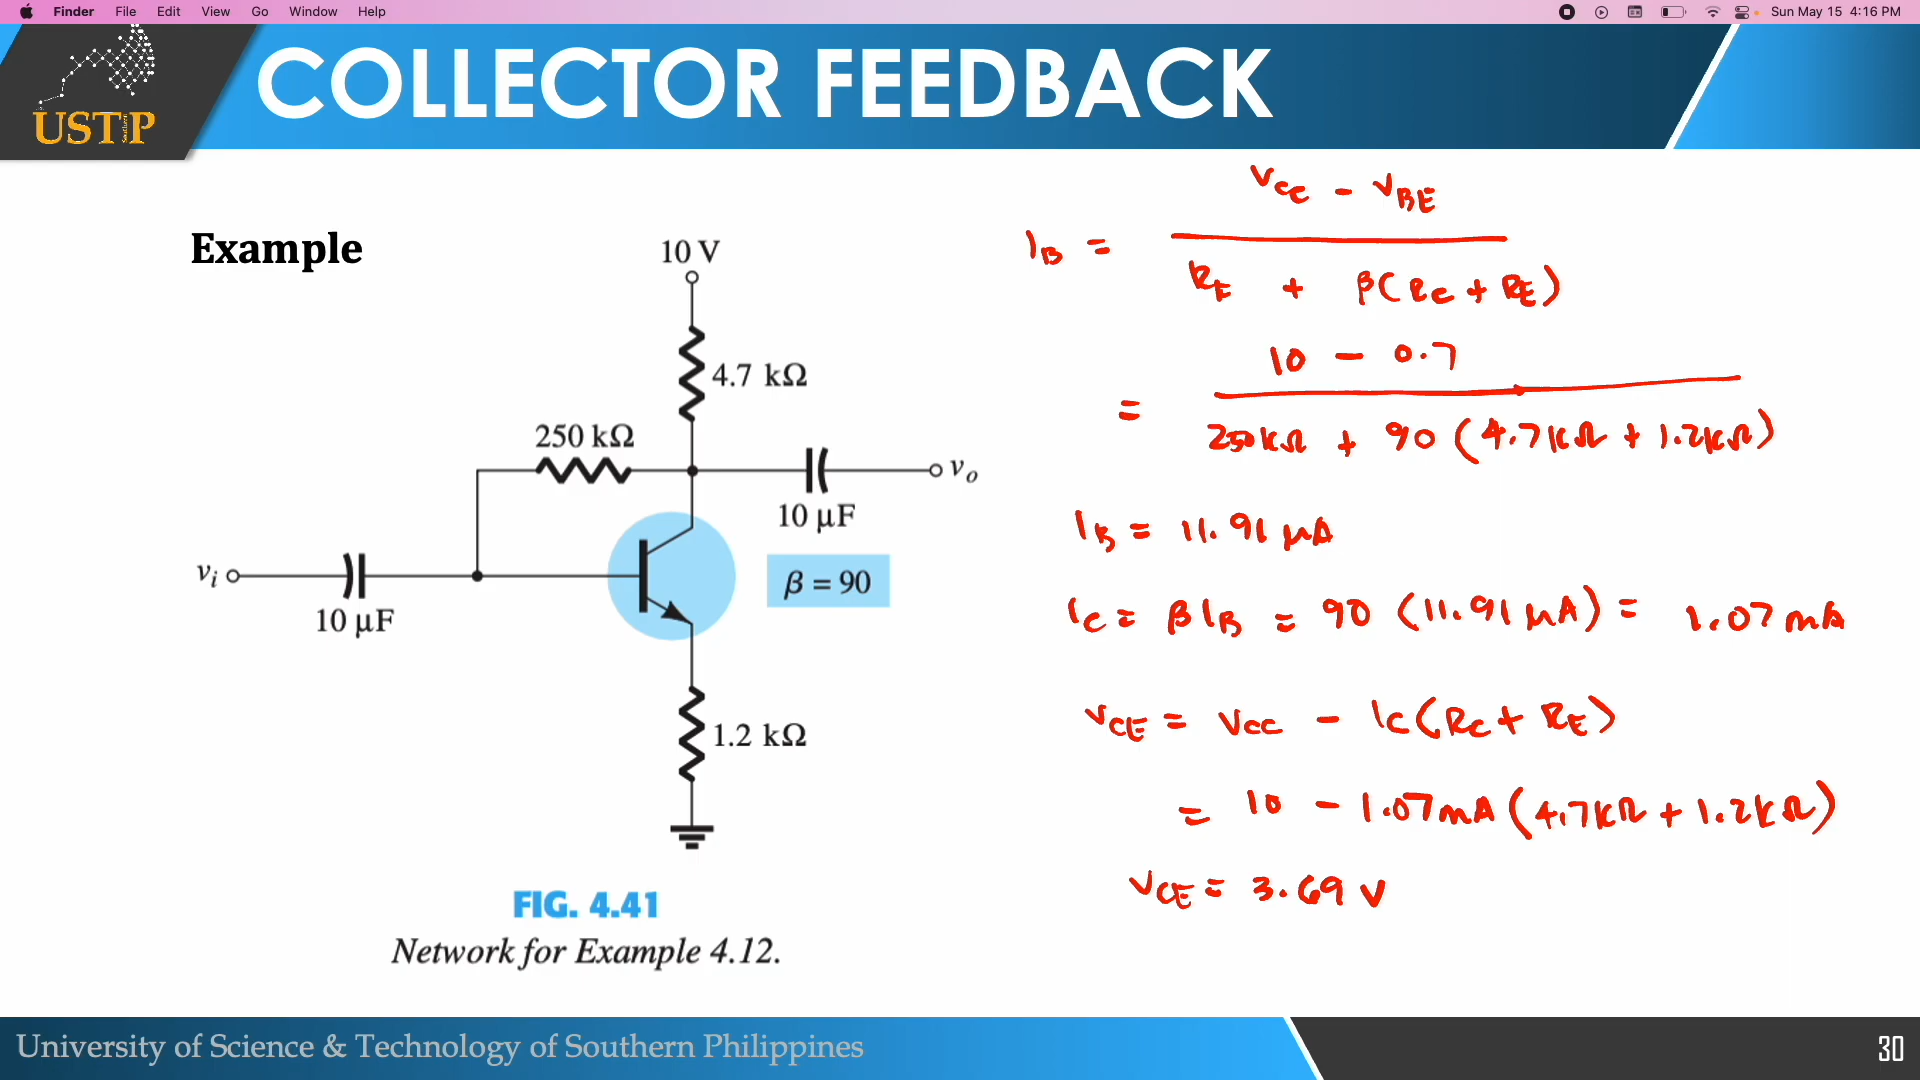 Finder File Edit View Go Window Help Sun May 15 4:16 PM
COLLECTOR FEEDBACK
USTP
Example
10 V
4.7 kΩ
250 kΩ
vo
10 µF
β = 90
vi
10 µF
1.2 kΩ
FIG. 4.41
Network for Example 4.12.
VCC - VBE
IB =
RE + β(RC + RE)
10 - 0.7
=
250kΩ + 90 (4.7kΩ + 1.2kΩ)
IB = 11.91 µA
IC = βIB = 90 (11.91 µA) = 1.07 mA
VCE = VCC - IC(RC + RE)
= 10 - 1.07mA (4.7kΩ + 1.2kΩ)
VCE = 3.69 V
University of Science & Technology of Southern Philippines
30